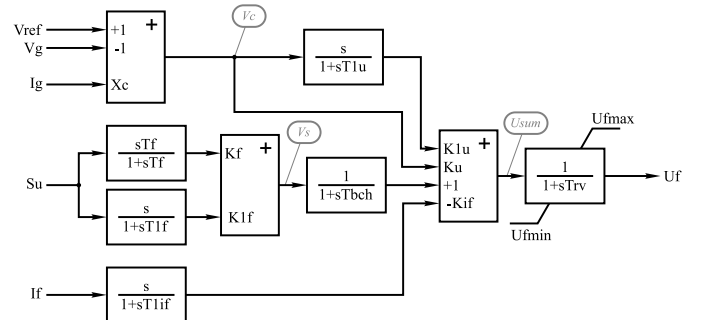 Vc
Vref
+1
+
Vg
-1
Ig
Xc
s
1+sT1u
Vs
Usum
Ufmax
Su
sTf
1+sTf
Kf
+
s
1+sT1f
K1f
1
1+sTbch
K1u
+
Ku
+1
-Kif
1
1+sTrv
Uf
Ufmin
If
s
1+sT1if